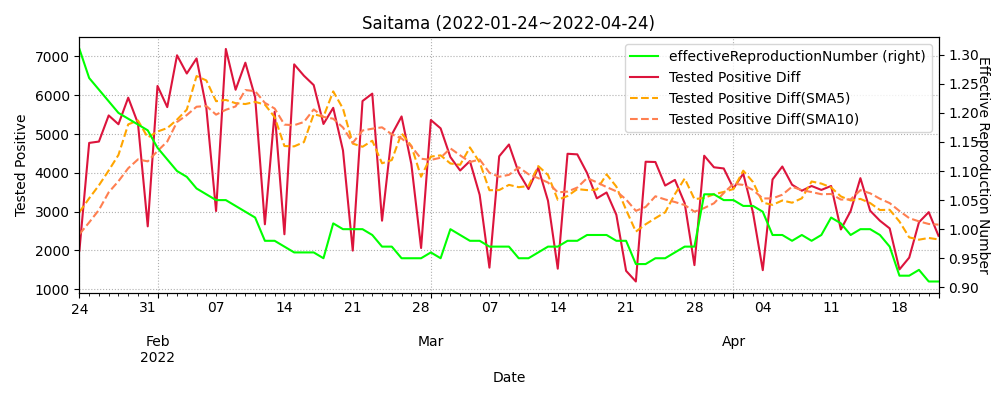 Saitama (2022-01-24~2022-04-24)
effectiveReproductionNumber (right)
Tested Positive Diff
Tested Positive Diff(SMA5)
Tested Positive Diff(SMA10)
Tested Positive
7000
6000
5000
4000
3000
2000
1000
Effective Reproduction Number
1.30
1.25
1.20
1.15
1.10
1.05
1.00
0.95
0.90
24 31 07 14 21 28 07 14 21 28 04 11 18
Feb Mar Apr
2022
Date